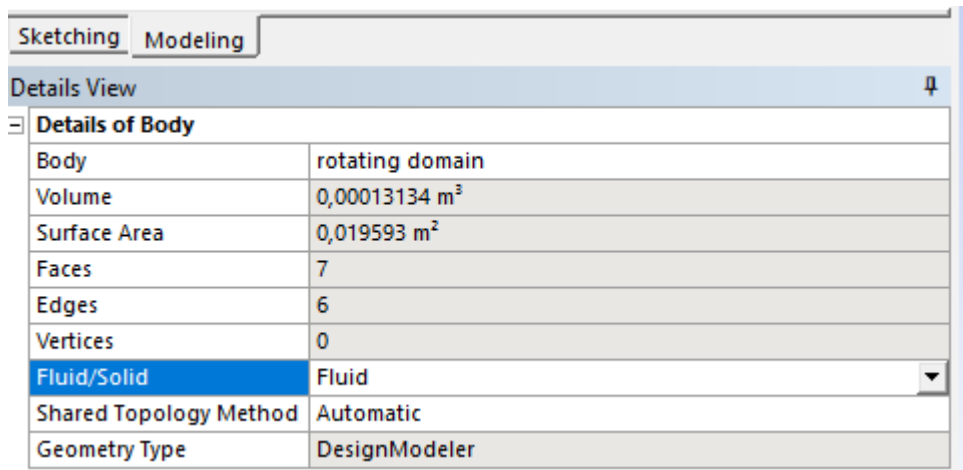 Sketching Modeling
Details View
Details of Body
Body rotating domain
Volume 0,00013134 m³
Surface Area 0,019593 m²
Faces 7
Edges 6
Vertices 0
Fluid/Solid Fluid
Shared Topology Method Automatic
Geometry Type DesignModeler